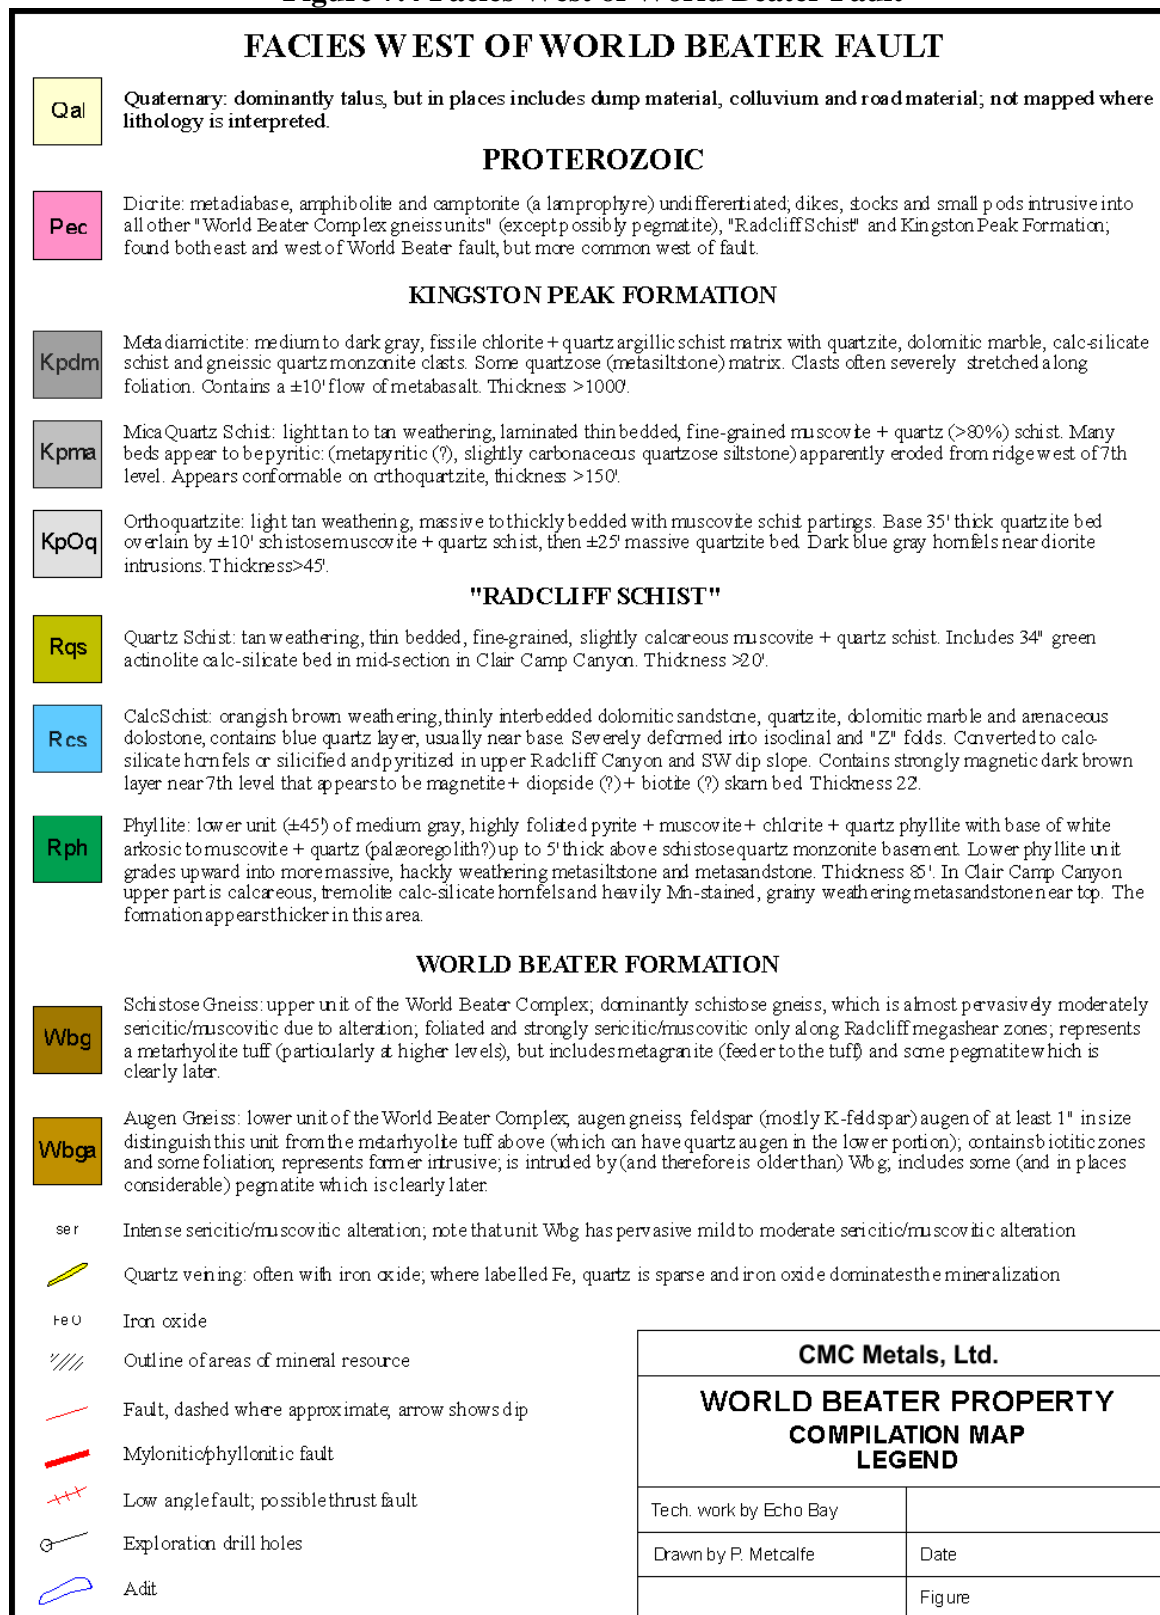 Figure 7.4 Facies West of World Beater Fault
FACIES WEST OF WORLD BEATER FAULT
Qal
Quaternary: dominantly talus, but in places includes dump material, colluvium and road material; not mapped where
lithology is interpreted.
PROTEROZOIC
Pec
Diorite: metadiabase, amphibolite and camptonite (a lamprophyre) undifferentiated; dikes, stocks and small pods intrusive into
all other "World Beater Complex gneiss units" (except possibly pegmatite), "Radcliff Schist" and Kingston Peak Formation;
found both east and west of World Beater fault, but more common west of fault.
KINGSTON PEAK FORMATION
Kpdm
Metadiamictite: medium to dark gray, fissile chlorite + quartz argillic schist matrix with quartzite, dolomitic marble, calc-silicate
schist and gneissic quartz monzonite clasts. Some quartzose (metasiltstone) matrix. Clasts often severely stretched along
foliation. Contains a ±10' flow of metabasalt. Thickness >1000'.
Kpma
Mica Quartz Schist: light tan to tan weathering, laminated thin bedded, fine-grained muscovite + quartz (>80%) schist. Many
beds appear to be pyritic: (metapyritic (?), slightly carbonaceous quartzose siltstone) apparently eroded from ridge west of 7th
level. Appears conformable on orthoquartzite, thickness >150'.
KpOq
Orthoquartzite: light tan weathering, massive to thickly bedded with muscovite schist partings. Base 35' thick quartzite bed
overlain by ±10' schistose muscovite + quartz schist, then ±25' massive quartzite bed. Dark blue gray hornfels near diorite
intrusions. Thickness>45'.
"RADCLIFF SCHIST"
Rqs
Quartz Schist: tan weathering, thin bedded, fine-grained, slightly calcareous muscovite + quartz schist. Includes 34" green
actinolite calc-silicate bed in mid-section in Clair Camp Canyon. Thickness >20'.
Rcs
Calc Schist: orangish brown weathering, thinly interbedded dolomitic sandstone, quartzite, dolomitic marble and arenaceous
dolostone, contains blue quartz layer, usually near base. Severely deformed into isoclinal and "Z" folds. Converted to calc-
silicate hornfels or silicified and pyritized in upper Radcliff Canyon and SW dip slope. Contains strongly magnetic dark brown
layer near 7th level that appears to be magnetite + diopside (?) + biotite (?) skarn bed. Thickness 22'.
Rph
Phyllite: lower unit (±45') of medium gray, highly foliated pyrite + muscovite + chlorite + quartz phyllite with base of white
arkosic to muscovite + quartz (palæoregolith?) up to 5' thick above schistose quartz monzonite basement. Lower phyllite unit
grades upward into more massive, hackly weathering metasiltstone and metasandstone. Thickness 85'. In Clair Camp Canyon
upper part is calcareous, tremolite calc-silicate hornfels and heavily Mn-stained, grainy weathering metasandstone near top. The
formation appears thicker in this area.
WORLD BEATER FORMATION
Wbg
Schistose Gneiss: upper unit of the World Beater Complex; dominantly schistose gneiss, which is almost pervasively moderately
sericitic/muscovitic due to alteration; foliated and strongly sericitic/muscovitic only along Radcliff megashear zones; represents
a metarhyolite tuff (particularly at higher levels), but includes metagranite (feeder to the tuff) and some pegmatite which is
clearly later.
Wbga
Augen Gneiss: lower unit of the World Beater Complex, augen gneiss, feldspar (mostly K-feldspar) augen of at least 1" in size
distinguish this unit from the metarhyolite tuff above (which can have quartz augen in the lower portion); contains biotitic zones
and some foliation; represents former intrusive; is intruded by (and therefore is older than) Wbg; includes some (and in places
considerable) pegmatite which is clearly later.
ser
Intense sericitic/muscovitic alteration; note that unit Wbg has pervasive mild to moderate sericitic/muscovitic alteration
Quartz veining: often with iron oxide; where labelled Fe, quartz is sparse and iron oxide dominates the mineralization
FeO
Iron oxide
Outline of areas of mineral resource
Fault, dashed where approximate, arrow shows dip
Mylonitic/phyllonitic fault
Low angle fault; possible thrust fault
Exploration drill holes
Adit
CMC Metals, Ltd.
WORLD BEATER PROPERTY
COMPILATION MAP
LEGEND
Tech. work by Echo Bay
Drawn by P. Metcalfe
Date
Figure